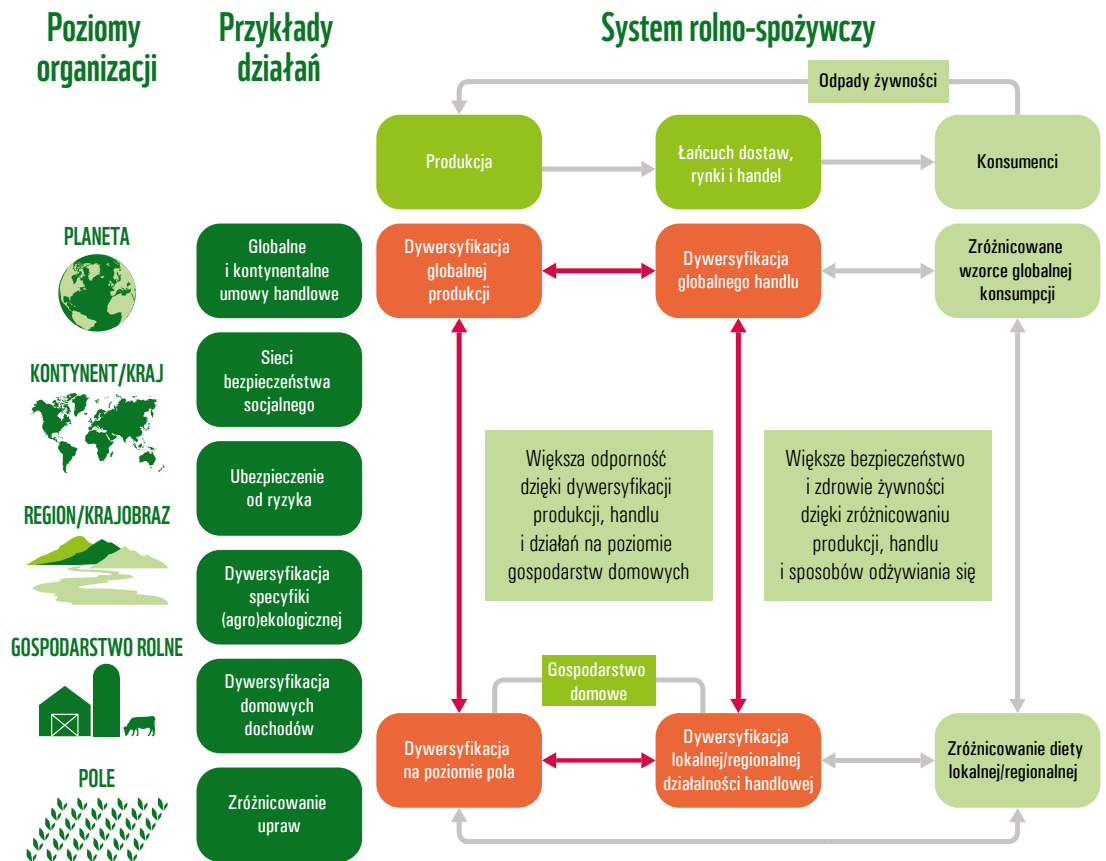 Poziomy
organizacji
Przykłady
działań
System rolno-spożywczy
Odpady żywności
Produkcja
Łańcuch dostaw,
rynki i handel
Konsumenci
PLANETA
Globalne
i kontynentalne
umowy handlowe
Dywersyfikacja
globalnej
produkcji
Dywersyfikacja
globalnego handlu
Zróżnicowane
wzorce globalnej
konsumpcji
KONTYNENT/KRAJ
Sieci
bezpieczeństwa
socjalnego
Ubezpieczenie
od ryzyka
Większa odporność
dzięki dywersyfikacji
produkcji, handlu
i działań na poziomie
gospodarstw domowych
Większe bezpieczeństwo
i zdrowie żywności
dzięki zróżnicowaniu
produkcji, handlu
i sposobów odżywiania się
REGION/KRAJOBRAZ
Dywersyfikacja
specyfiki
(agro)ekologicznej
GOSPODARSTWO ROLNE
Dywersyfikacja
domowych
dochodów
Gospodarstwo
domowe
Dywersyfikacja
na poziomie pola
Dywersyfikacja
lokalnej/regionalnej
działalności handlowej
Zróżnicowanie diety
lokalnej/regionalnej
POLE
Zróżnicowanie
upraw